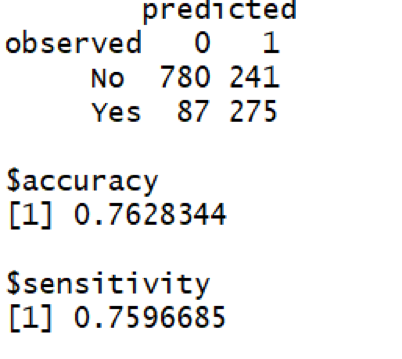 predicted
observed 0 1
No 780 241
Yes 87 275
$accuracy
[1] 0.7628344
$sensitivity
[1] 0.7596685